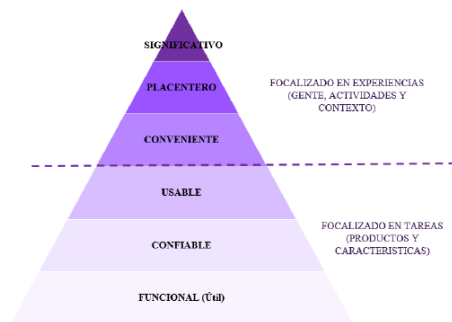 SIGNIFICATIVO
PLACENTERO
FOCALIZADO EN EXPERIENCIAS
(GENTE, ACTIVIDADES Y
CONTEXTO)
CONVENIENTE
USABLE
FOCALIZADO EN TAREAS
(PRODUCTOS Y
CARACTERISTICAS)
CONFIABLE
FUNCIONAL (Útil)